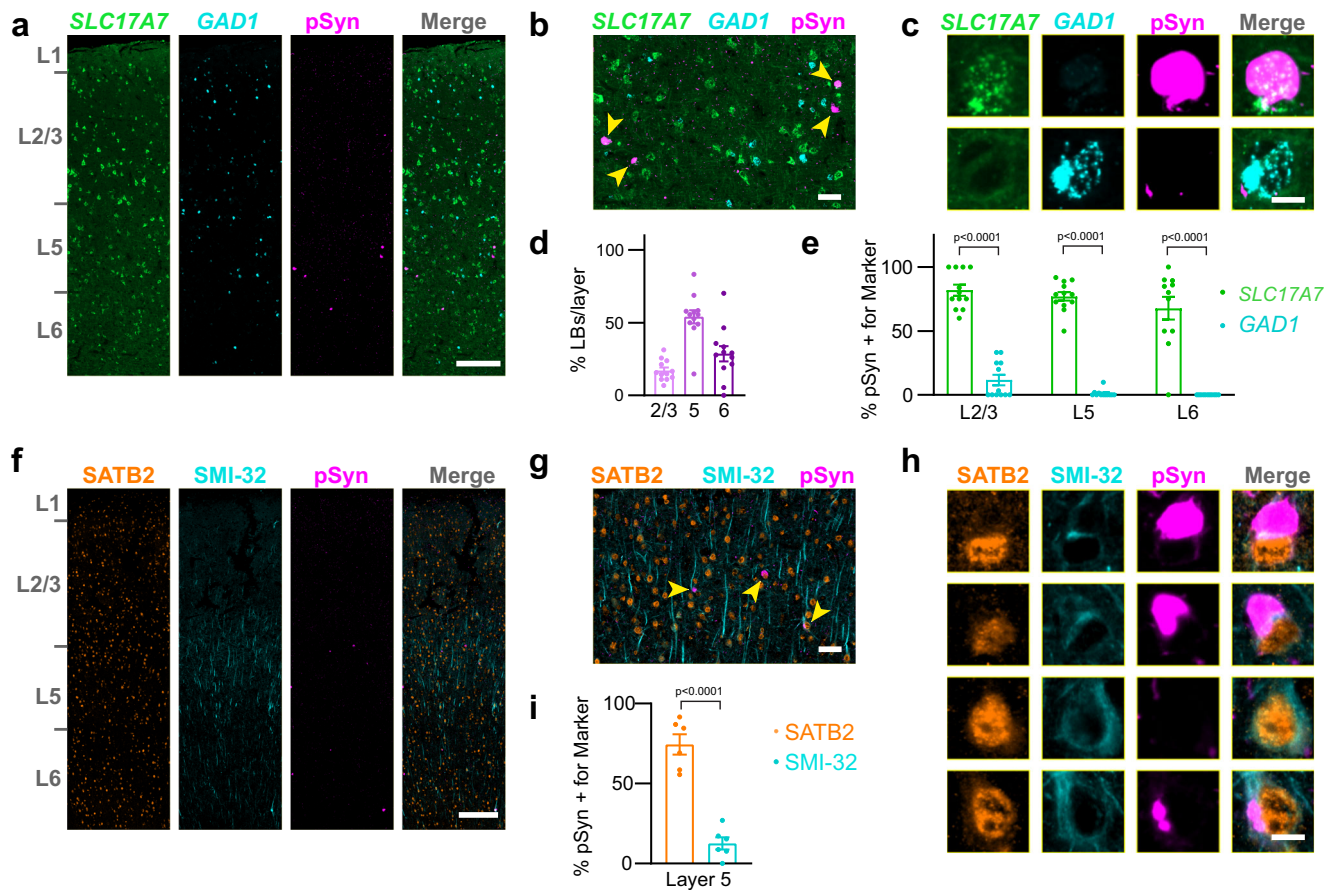 a
SLC17A7 GAD1 pSyn Merge
L1
L2/3
L5
L6
b
SLC17A7 GAD1 pSyn
c
SLC17A7 GAD1 pSyn Merge
d
% LBs/layer
100
50
0
2/3 5 6
e
% pSyn + for Marker
100
50
0
p<0.0001 p<0.0001 p<0.0001
L2/3 L5 L6
SLC17A7
GAD1
f
SATB2 SMI-32 pSyn Merge
L1
L2/3
L5
L6
g
SATB2 SMI-32 pSyn
h
SATB2 SMI-32 pSyn Merge
i
% pSyn + for Marker
100
50
0
p<0.0001
Layer 5
SATB2
SMI-32